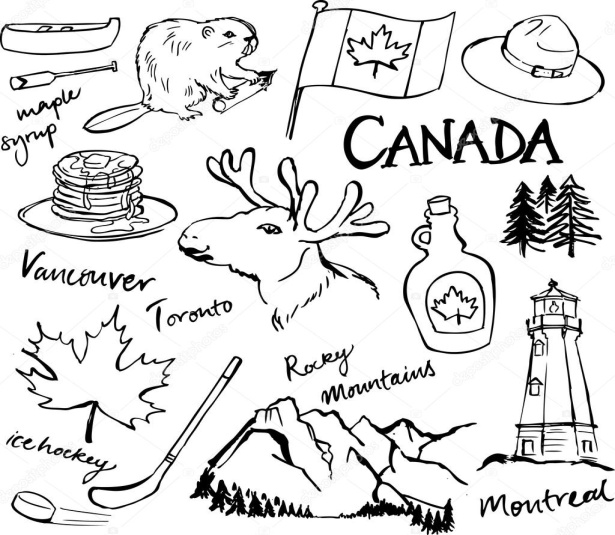 maple
syrup
CANADA
Vancouver
Toronto
Rocky
Mountains
ice hockey
Montreal